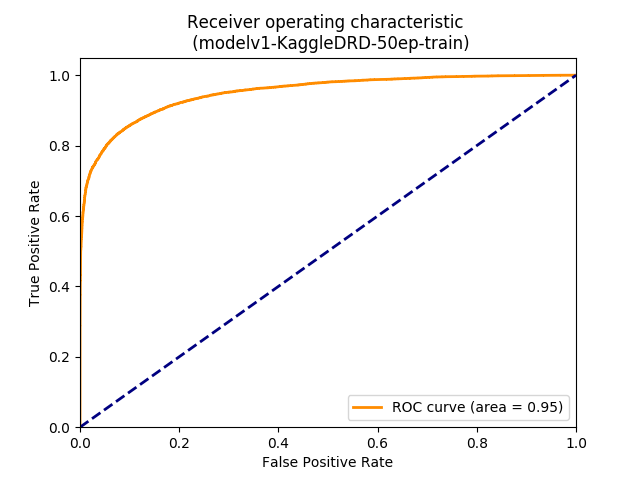 Receiver operating characteristic
(modelv1-KaggleDRD-50ep-train)
1.0
0.8
0.6
0.4
0.2
0.0
True Positive Rate
ROC curve (area = 0.95)
0.0 0.2 0.4 0.6 0.8 1.0
False Positive Rate